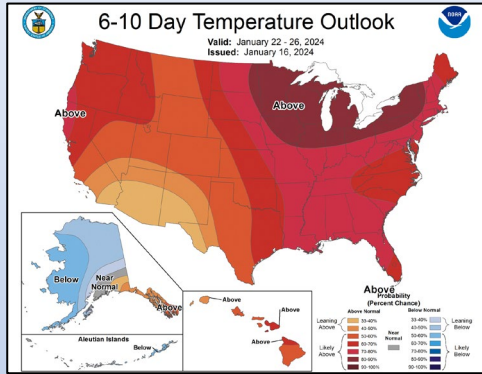 6-10 Day Temperature Outlook
Valid: January 22 - 26, 2024
Issued: January 16, 2024
NOAA
Above
Above
Above
Below
Near
Normal
Above
Aleutian Islands
Below
Above
Above
Above
Probability
(Percent Chance)
Above Normal
Below Normal
Leaning
Above
Likely
Above
Near
Normal
Leaning
Below
Likely
Below
33-40%
40-50%
50-60%
60-70%
70-80%
80-90%
90-100%
33-40%
40-50%
50-60%
60-70%
70-80%
80-90%
90-100%